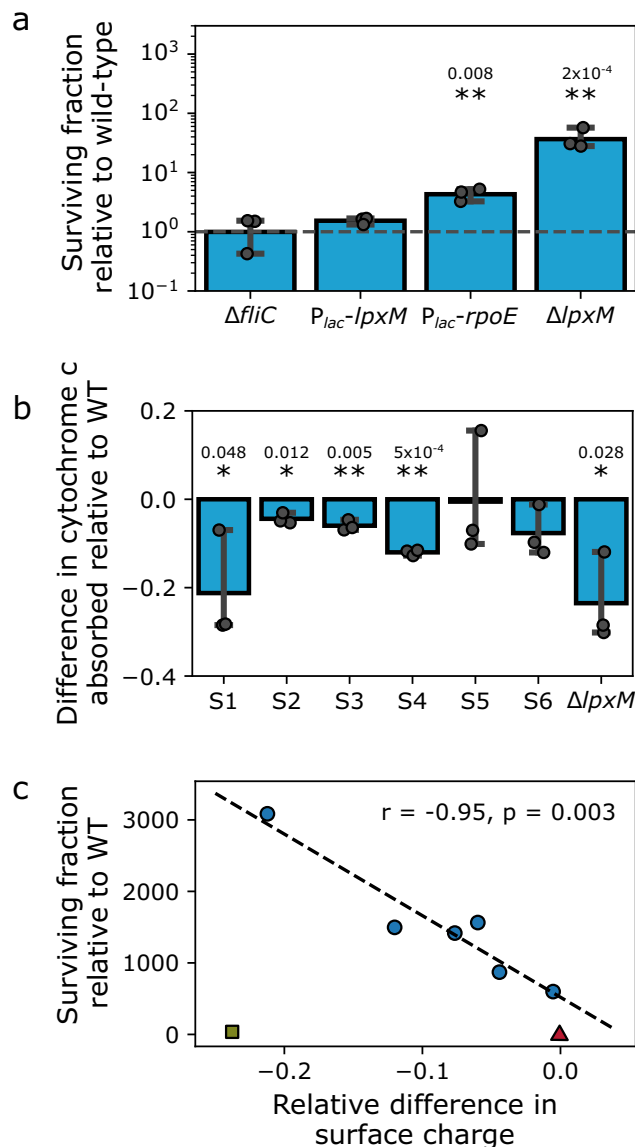 a
Surviving fraction
relative to wild-type
10³
10²
10¹
10⁰
10⁻¹
0.008
**
2x10⁻⁴
**
ΔfliC
P_lac-lpxM
P_lac-rpoE
ΔlpxM
b
Difference in cytochrome c
absorbed relative to WT
0.2
0.0
−0.2
−0.4
0.048
*
0.012
*
0.005
**
5x10⁻⁴
**
0.028
*
S1
S2
S3
S4
S5
S6
ΔlpxM
c
Surviving fraction
relative to WT
3000
2000
1000
0
r = -0.95, p = 0.003
−0.2
−0.1
0.0
Relative difference in
surface charge